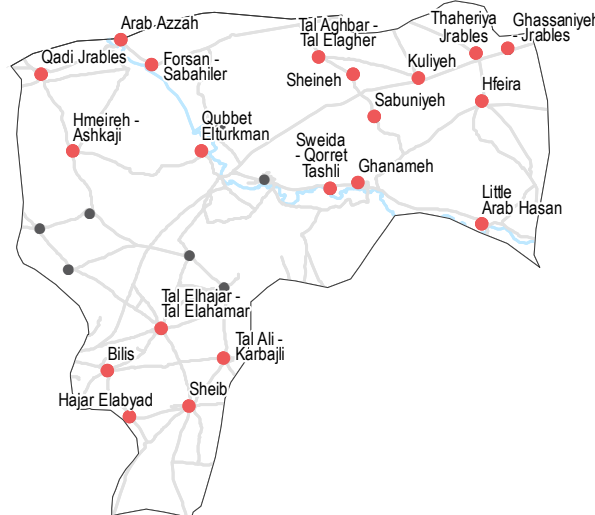 Arab Azzah
Tal Aghbar -
Tal Elagher
Thaheriya
Jrables
Ghassaniyeh
- Jrables
Qadi Jrables
Forsan -
Sabahiler
Kuliyeh
Sheineh
Hfeira
Sabuniyeh
Hmeireh -
Ashkaji
Qubbet
Elturkman
Sweida
- Qorret
Tashli
Ghanameh
Little
Arab Hasan
Tal Elhajar -
Tal Elahamar
Tal Ali -
Karbajli
Bilis
Hajar Elabyad
Sheib